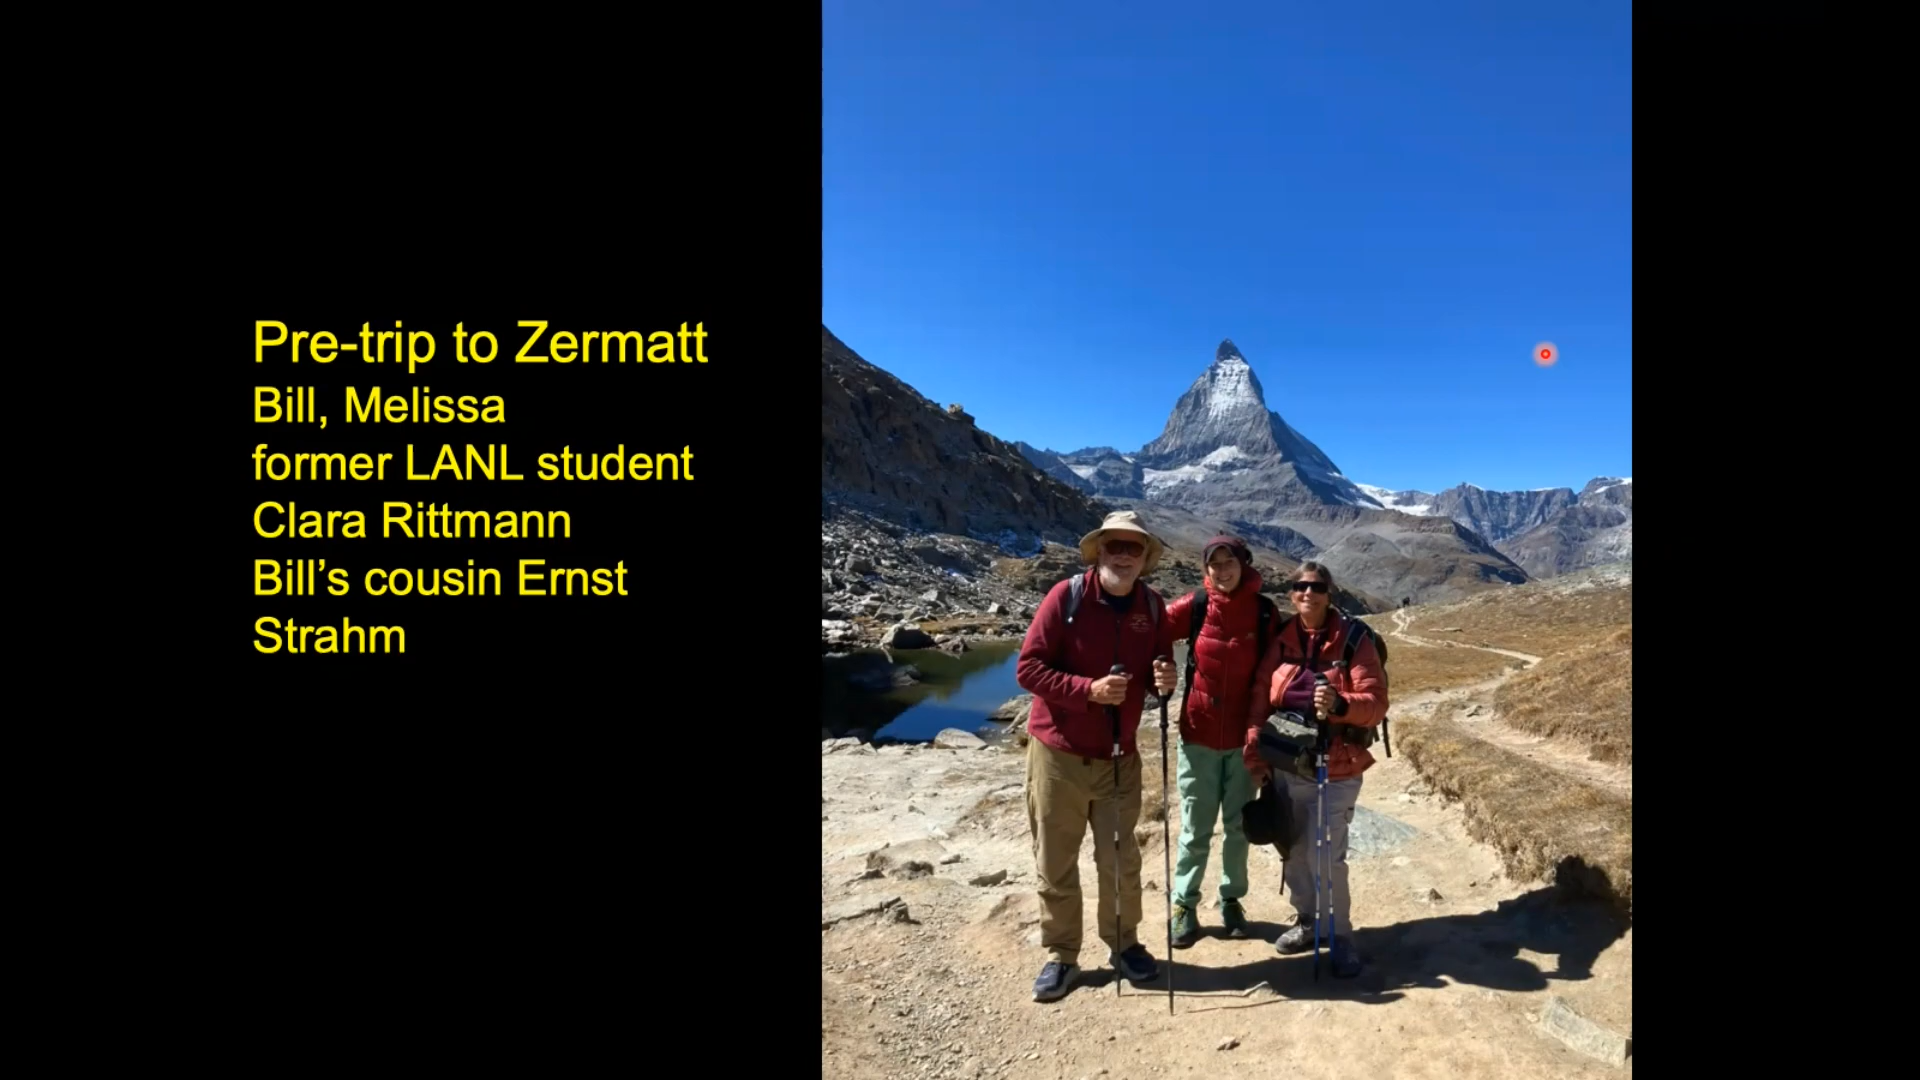 Pre-trip to Zermatt
Bill, Melissa
former LANL student
Clara Rittmann
Bill’s cousin Ernst
Strahm